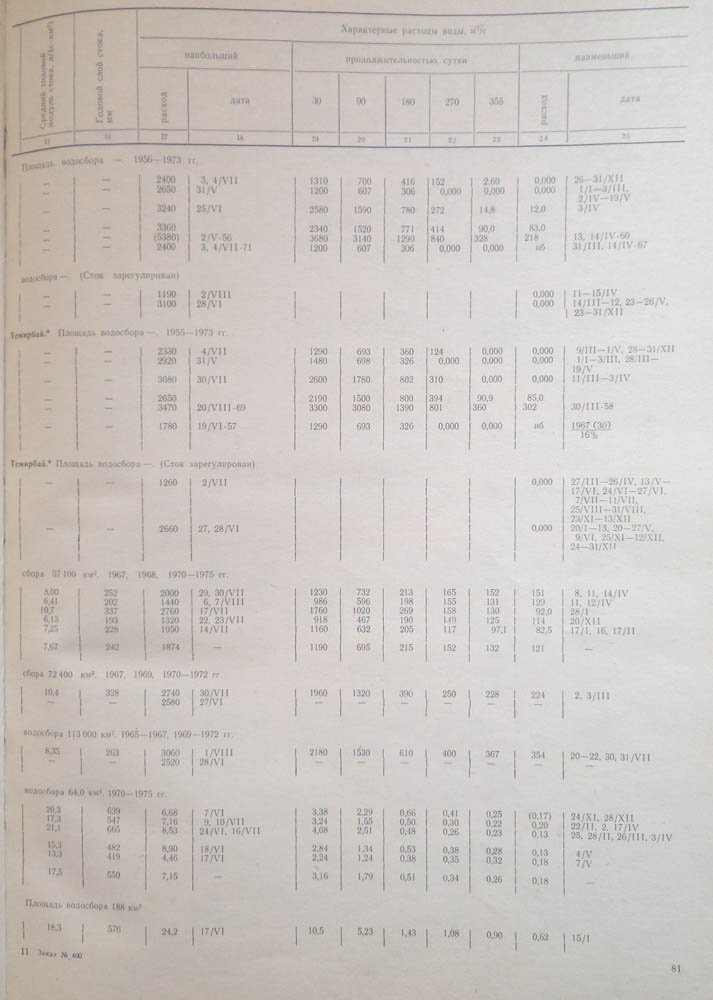 Характерные расходы воды, м³/с
Средний годовой модуль стока, л/(с·км²)
Годовой слой стока, мм
наибольший
продолжительностью, сутки
наименьший
расход
дата
30 90 180 270 355
расход
дата
15 16 17 18 19 20 21 22 23 24 25
Площадь водосбора —. 1956—1973 гг.
— — 2400 3, 4/VII 1310 700 416 152 2,60 0,000 26—31/XII
— — 2650 31/V 1200 607 306 0,000 0,000 0,000 1/I—3/III,
2/IV—19/V
— — 3240 25/VI 2580 1590 780 272 14,8 12,0 3/IV
— — 3360 2340 1520 771 414 90,0 83,0
— — (5380) 2/V-56 3680 3140 1290 840 328 218 13, 14/IV-60
— — 2400 3, 4/VII-71 1200 607 306 0,000 0,000 нб 31/III, 14/IV-67
водосбора —. (Сток зарегулирован)
— — 1190 2/VIII 0,000 11—15/IV
— — 3100 28/VI 0,000 14/III—12, 23—26/V,
23—31/XII
Темирбай.* Площадь водосбора —. 1955—1973 гг.
— — 2330 4/VII 1290 693 360 124 0,000 0,000 9/III—1/V, 28—31/XII
— — 2920 31/V 1480 698 326 0,000 0,000 0,000 1/I—3/III, 28/III—
19/V
— — 3080 30/VII 2600 1780 802 310 0,000 0,000 11/III—3/IV
— — 2650 2190 1500 800 394 90,9 85,0
— — 3470 20/VIII-69 3300 3080 1390 801 360 302 30/III-58
— — 1780 19/VI-57 1290 693 326 0,000 0,000 нб 1967 (30)
16%
Темирбай.* Площадь водосбора —. (Сток зарегулирован)
— — 1260 2/VII 0,000 27/III—26/IV, 13/V—
17/VI, 24/VI—27/VI,
7/VII—11/VII,
25/VIII—31/VIII,
23/XI—13/XII
— — 2660 27, 28/VI 0,000 20/I—13, 20—27/V,
9/VI, 25/XI—12/XII,
24—31/XII
сбора 57 100 км². 1967, 1968, 1970—1975 гг.
8,00 252 2000 29, 30/VII 1230 732 213 165 152 151 8, 11, 14/IV
6,41 202 1440 6, 7/VIII 986 596 198 155 131 129 11, 12/IV
10,7 337 2760 17/VII 1760 1020 269 158 130 92,0 28/I
6,13 193 1320 22, 23/VII 918 467 190 149 125 114 20/XII
7,25 228 1950 14/VII 1160 632 205 117 97,1 82,5 17/I, 16, 17/II
7,67 242 1874 — 1190 695 215 152 132 121 —
сбора 72 400 км². 1967, 1969, 1970—1972 гг.
10,4 328 2740 30/VII 1960 1320 390 250 228 224 2, 3/III
— — 2580 27/VI — — — — — — —
водосбора 113 000 км². 1965—1967, 1969—1972 гг.
8,35 263 3060 1/VIII 2180 1530 610 400 367 354 20—22, 30, 31/VII
— — 2520 28/VI — — — — — — —
водосбора 64,0 км². 1970—1975 гг.
20,3 639 6,68 7/VI 3,38 2,29 0,66 0,41 0,25 (0,17) 24/XI, 28/XII
17,3 547 7,16 9, 10/VII 3,24 1,55 0,50 0,30 0,22 0,20 22/II, 2, 17/IV
21,1 665 8,53 24/VI, 16/VII 4,08 2,51 0,48 0,26 0,23 0,13 25, 28/II, 26/III, 3/IV
15,3 482 8,90 18/VI 2,84 1,34 0,53 0,38 0,28 0,13 4/V
13,3 419 4,46 17/VI 2,24 1,24 0,38 0,35 0,32 0,18 7/V
17,5 550 7,15 — 3,16 1,79 0,51 0,34 0,26 0,18 —
Площадь водосбора 188 км²
18,3 576 24,2 17/VI 10,5 5,23 1,43 1,08 0,90 0,62 15/I
11 Заказ № 400
81